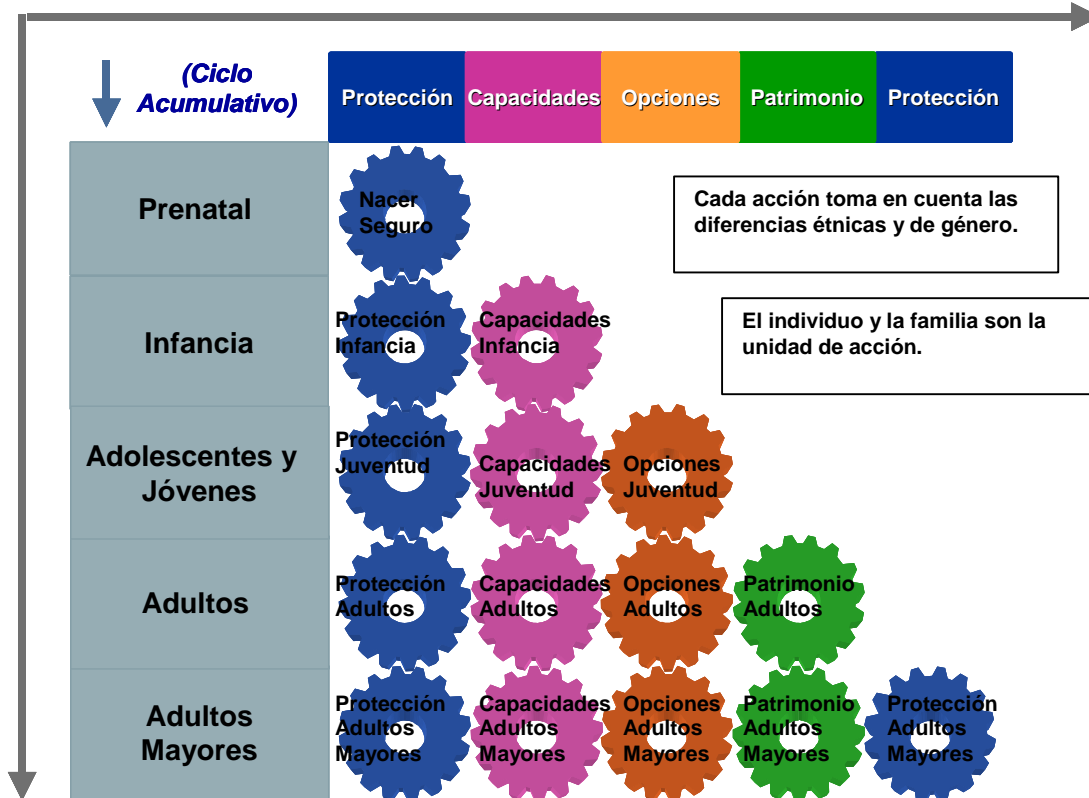 (Ciclo
Acumulativo)
Protección Capacidades Opciones Patrimonio Protección
Prenatal
Nacer
Seguro
Cada acción toma en cuenta las
diferencias étnicas y de género.
El individuo y la familia son la
unidad de acción.
Infancia
Protección
Infancia
Capacidades
Infancia
Adolescentes y
Jóvenes
Protección
Juventud
Capacidades
Juventud
Opciones
Juventud
Adultos
Protección
Adultos
Capacidades
Adultos
Opciones
Adultos
Patrimonio
Adultos
Adultos
Mayores
Protección
Adultos
Mayores
Capacidades
Adultos
Mayores
Opciones
Adultos
Mayores
Patrimonio
Adultos
Mayores
Protección
Adultos
Mayores